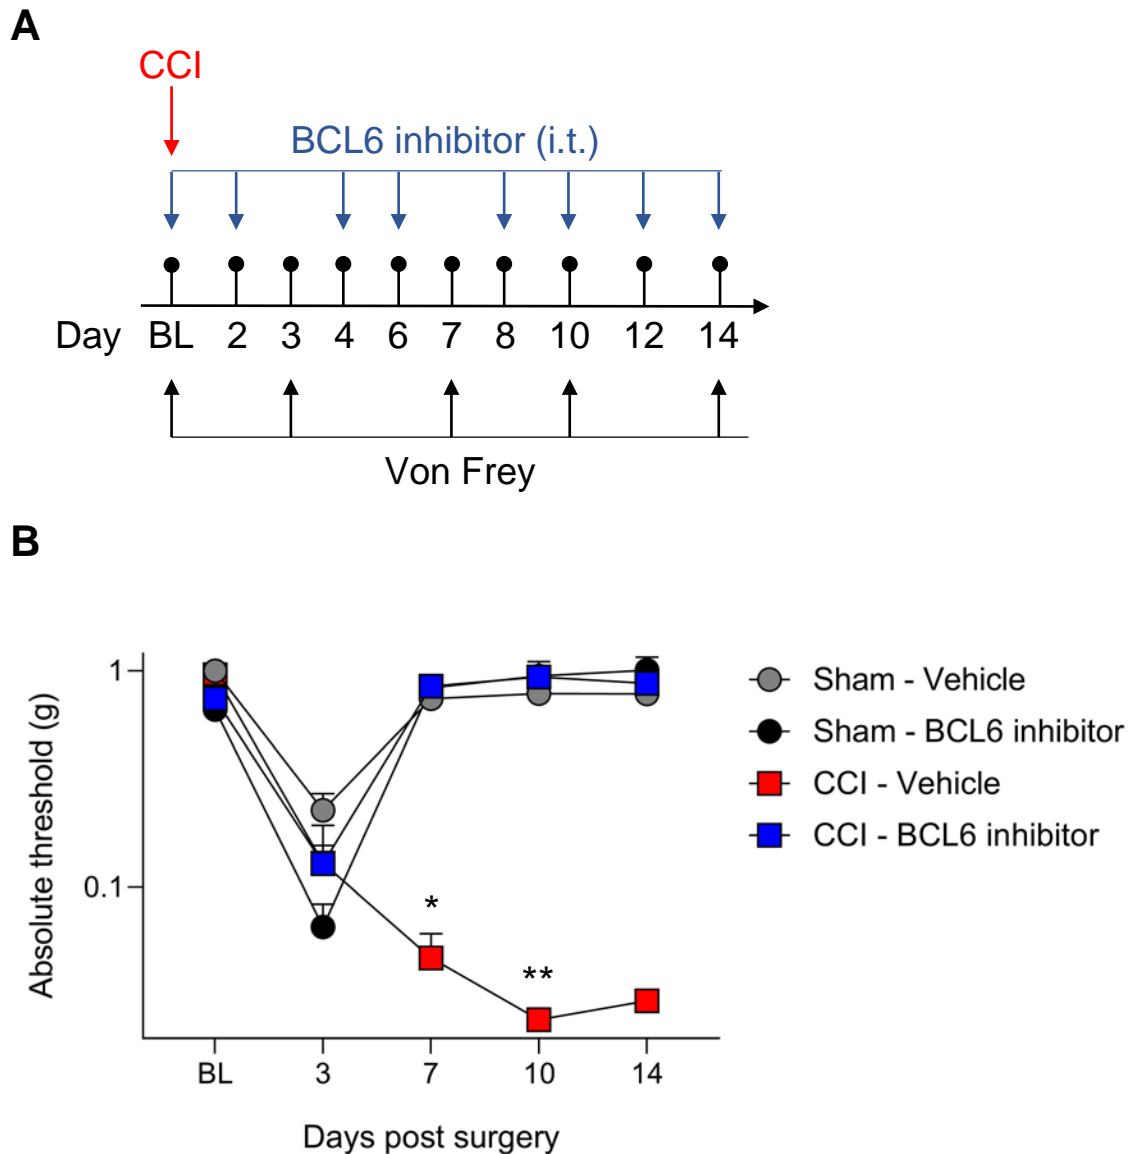 A
CCI
BCL6 inhibitor (i.t.)
Day BL 2 3 4 6 7 8 10 12 14
Von Frey
B
Absolute threshold (g)
1
0.1
*
**
BL 3 7 10 14
Days post surgery
Sham - Vehicle
Sham - BCL6 inhibitor
CCI - Vehicle
CCI - BCL6 inhibitor